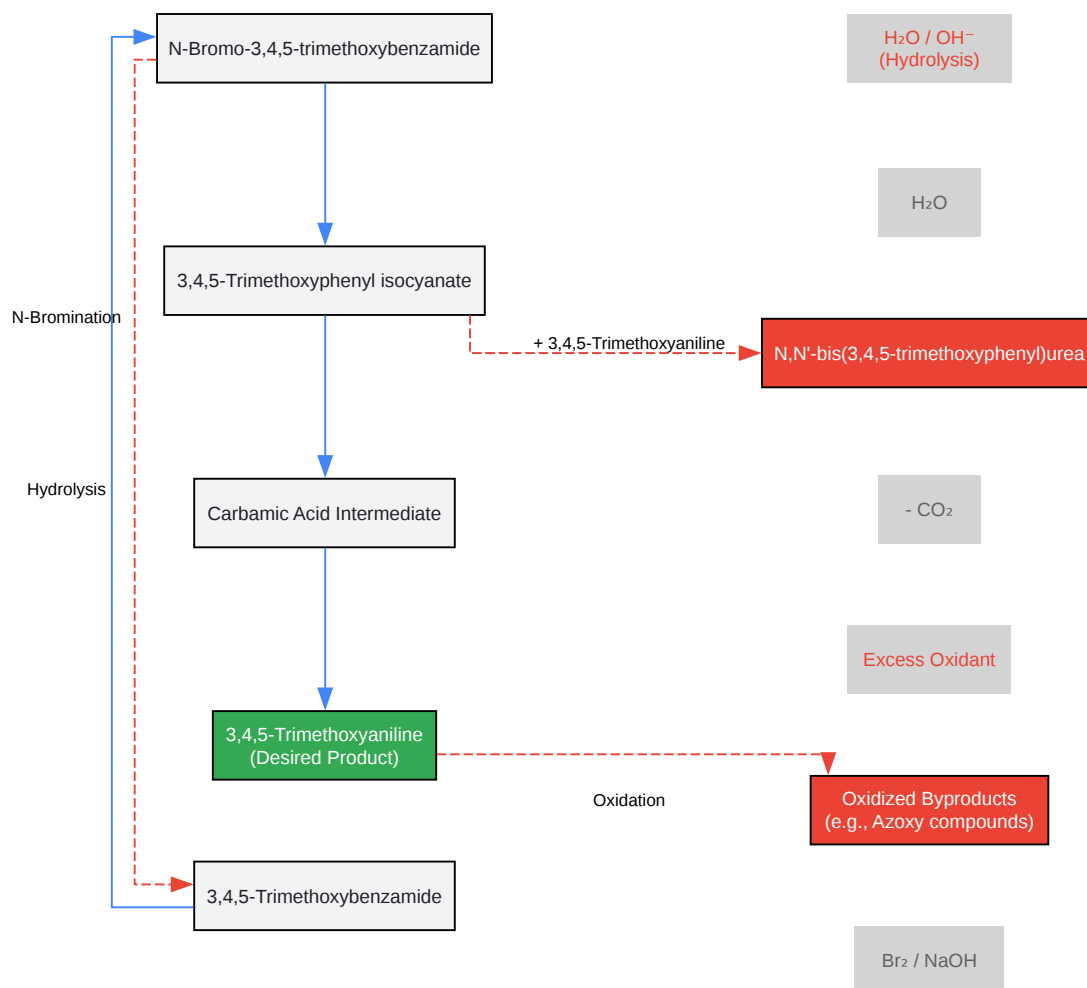 N-Bromo-3,4,5-trimethoxybenzamide
H₂O / OH⁻
(Hydrolysis)
H₂O
3,4,5-Trimethoxyphenyl isocyanate
N-Bromination
+ 3,4,5-Trimethoxyaniline
N,N'-bis(3,4,5-trimethoxyphenyl)urea
Hydrolysis
Carbamic Acid Intermediate
- CO₂
Excess Oxidant
3,4,5-Trimethoxyaniline
(Desired Product)
Oxidation
Oxidized Byproducts
(e.g., Azoxy compounds)
3,4,5-Trimethoxybenzamide
Br₂ / NaOH